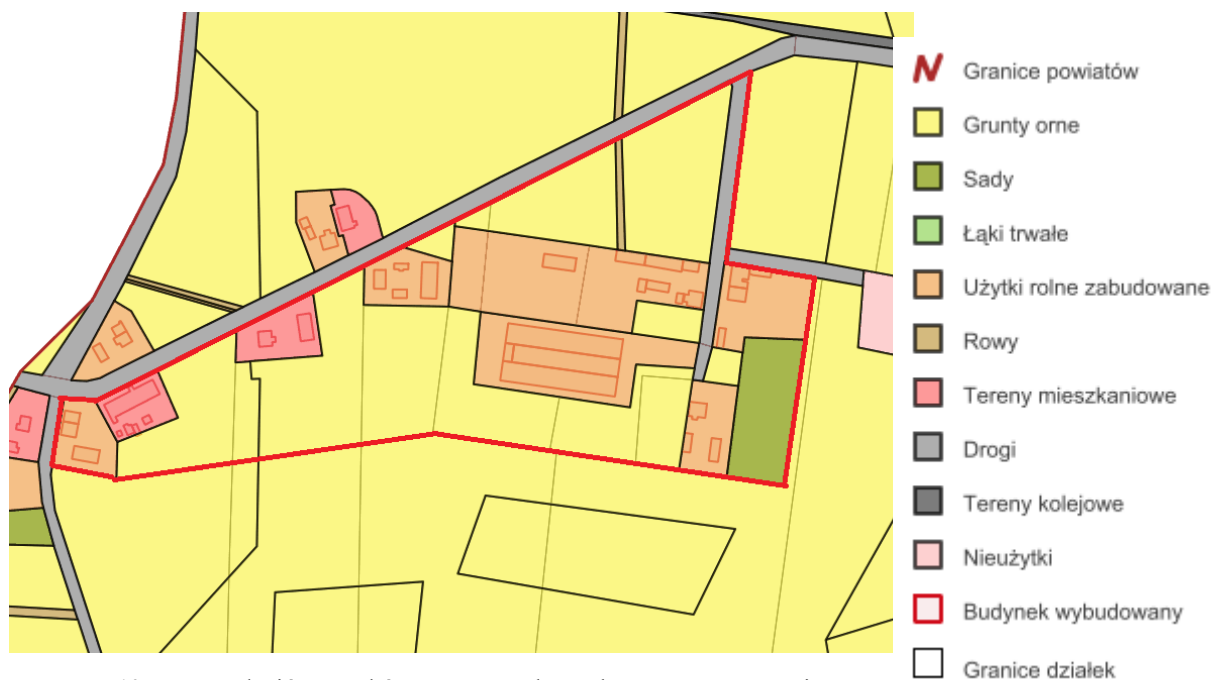 Granice powiatów
Grunty orne
Sady
Łąki trwałe
Użytki rolne zabudowane
Rowy
Tereny mieszkaniowe
Drogi
Tereny kolejowe
Nieużytki
Budynek wybudowany
Granice działek